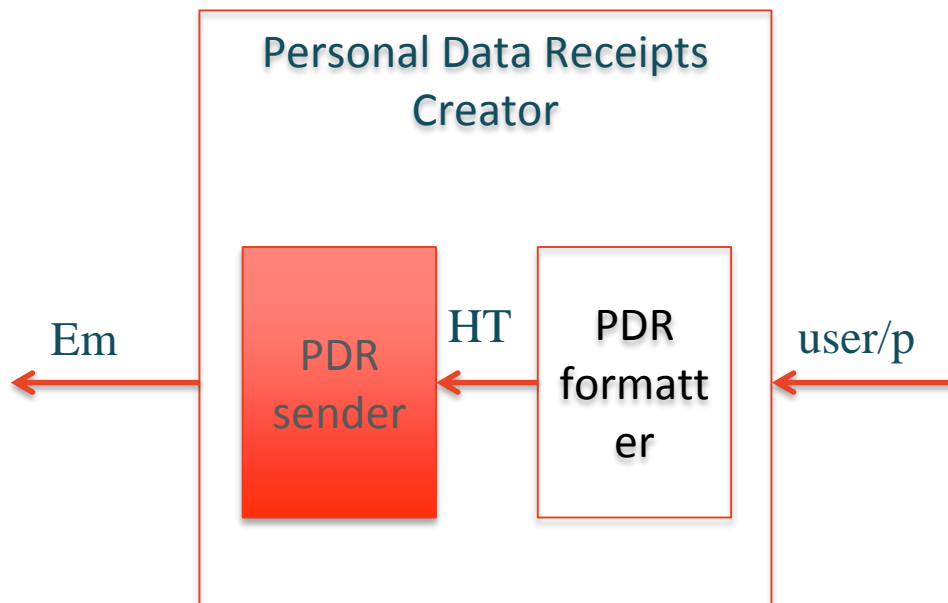 Personal Data Receipts
Creator
Em
PDR
sender
HT
PDR
formatt
er
user/p